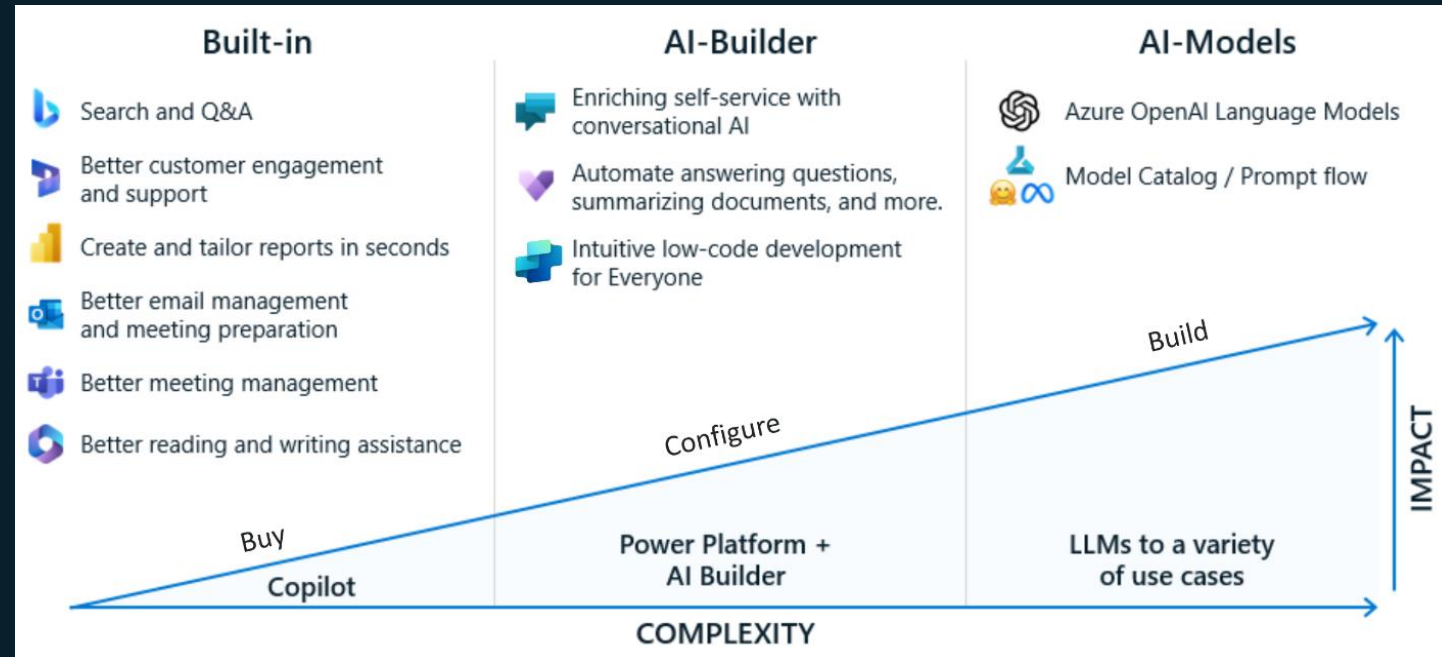 Built-in
Search and Q&A
Better customer engagement
and support
Create and tailor reports in seconds
Better email management
and meeting preparation
Better meeting management
Better reading and writing assistance
AI-Builder
Enriching self-service with
conversational AI
Automate answering questions,
summarizing documents, and more.
Intuitive low-code development
for Everyone
AI-Models
Azure OpenAI Language Models
Model Catalog / Prompt flow
Buy
Configure
Build
Copilot
Power Platform +
AI Builder
LLMs to a variety
of use cases
COMPLEXITY
IMPACT